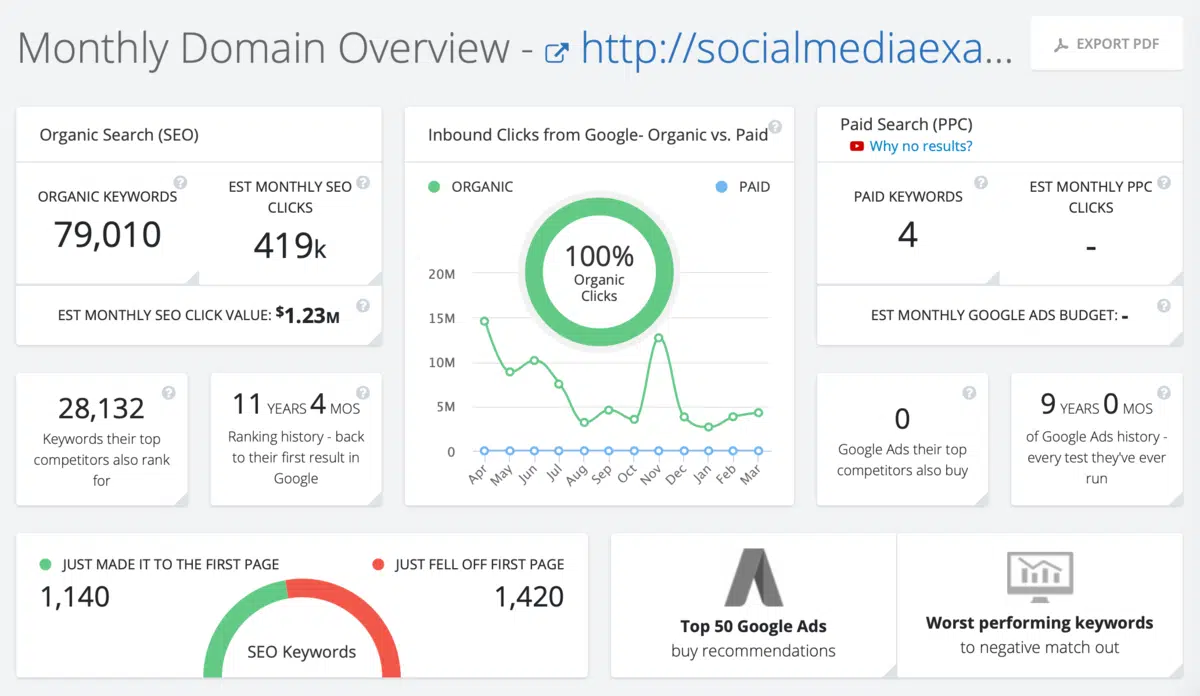 Monthly Domain Overview - http://socialmediaexa...
EXPORT PDF
Organic Search (SEO)
ORGANIC KEYWORDS
79,010
EST MONTHLY SEO
CLICKS
419k
EST MONTHLY SEO CLICK VALUE: $1.23M
28,132
Keywords their top
competitors also rank
for
11 YEARS 4 MOS
Ranking history - back
to their first result in
Google
Inbound Clicks from Google- Organic vs. Paid
ORGANIC
PAID
100%
Organic
Clicks
20M
15M
10M
5M
0
Apr May Jun Jul Aug Sep Oct Nov Dec Jan Feb Mar
Paid Search (PPC)
Why no results?
PAID KEYWORDS
4
EST MONTHLY PPC
CLICKS
-
EST MONTHLY GOOGLE ADS BUDGET: -
0
Google Ads their top
competitors also buy
9 YEARS 0 MOS
of Google Ads history -
every test they've ever
run
JUST MADE IT TO THE FIRST PAGE
1,140
JUST FELL OFF FIRST PAGE
1,420
SEO Keywords
Top 50 Google Ads
buy recommendations
Worst performing keywords
to negative match out